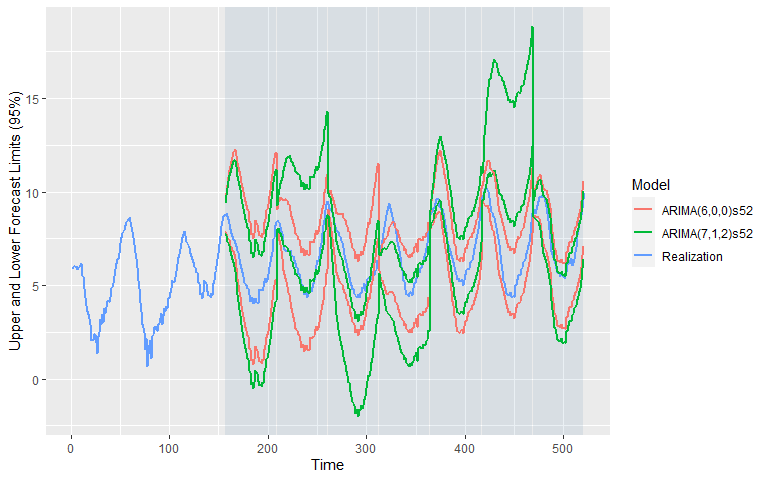 Upper and Lower Forecast Limits (95%)
15
10
5
0
0 100 200 300 400 500
Time
Model
ARIMA(6,0,0)s52
ARIMA(7,1,2)s52
Realization